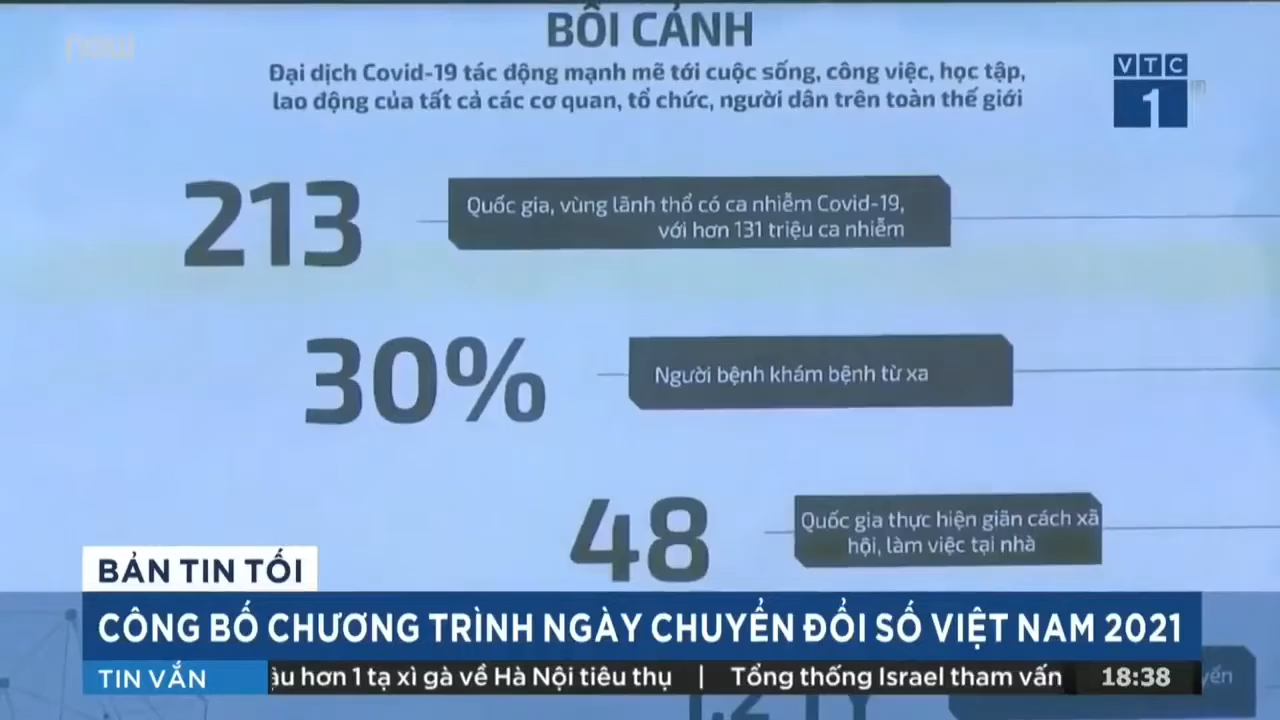 now
BỐI CẢNH
Đại dịch Covid-19 tác động mạnh mẽ tới cuộc sống, công việc, học tập,
lao động của tất cả các cơ quan, tổ chức, người dân trên toàn thế giới
VTC
1
213
Quốc gia, vùng lãnh thổ có ca nhiễm Covid-19,
với hơn 131 triệu ca nhiễm
30%
Người bệnh khám bệnh từ xa
48
Quốc gia thực hiện giãn cách xã
hội, làm việc tại nhà
BẢN TIN TỐI
CÔNG BỐ CHƯƠNG TRÌNH NGÀY CHUYỂN ĐỔI SỐ VIỆT NAM 2021
TIN VẮN
hơn 1 tạ xì gà về Hà Nội tiêu thụ | Tổng thống Israel tham vấn
18:38
1,2 TỶ